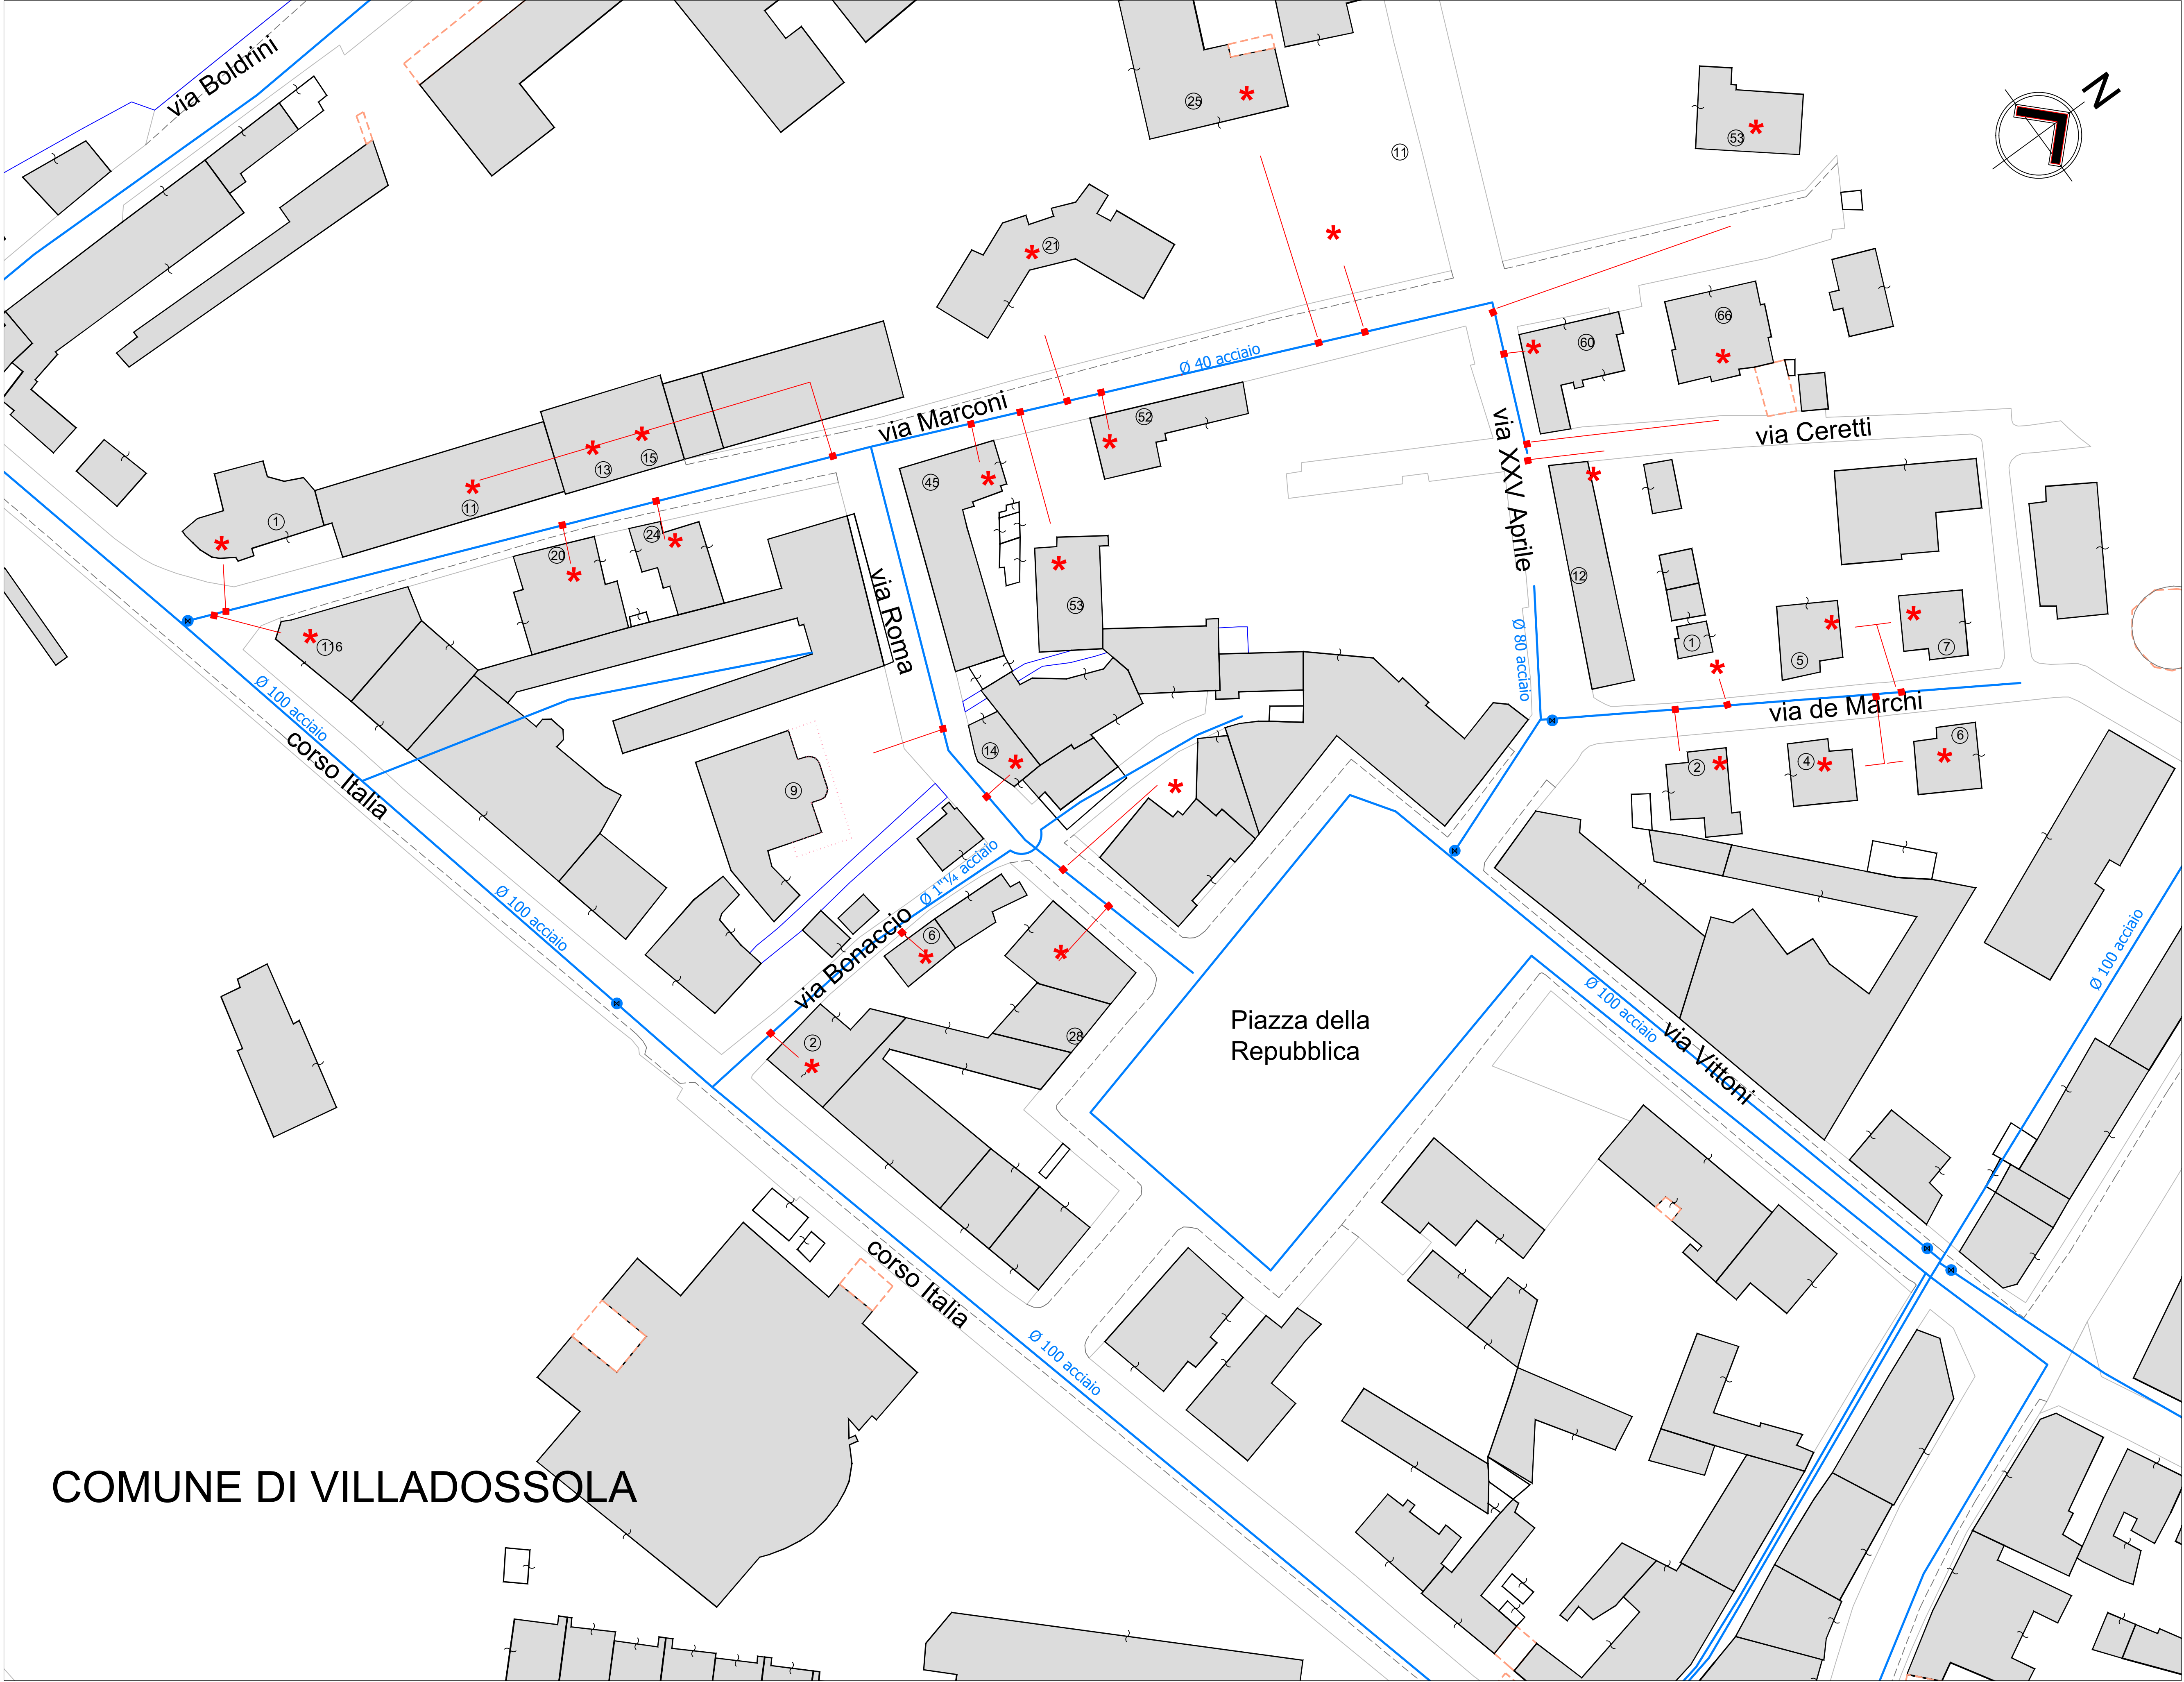 via Boldrini
N
25
11
53
21
66
60
Ø 40 acciaio
52
via Marconi
via XXV Aprile
via Ceretti
13
15
45
11
1
24
20
12
53
via Roma
Ø 80 acciaio
116
1
5
7
Ø 100 acciaio
corso Italia
via de Marchi
14
9
2
4
6
Ø 1"¼ acciaio
Ø 100 acciaio
via Bonaccio
6
Ø 100 acciaio
Piazza della
Repubblica
Ø 100 acciaio
via Vittoni
2
28
corso Italia
Ø 100 acciaio
COMUNE DI VILLADOSSOLA